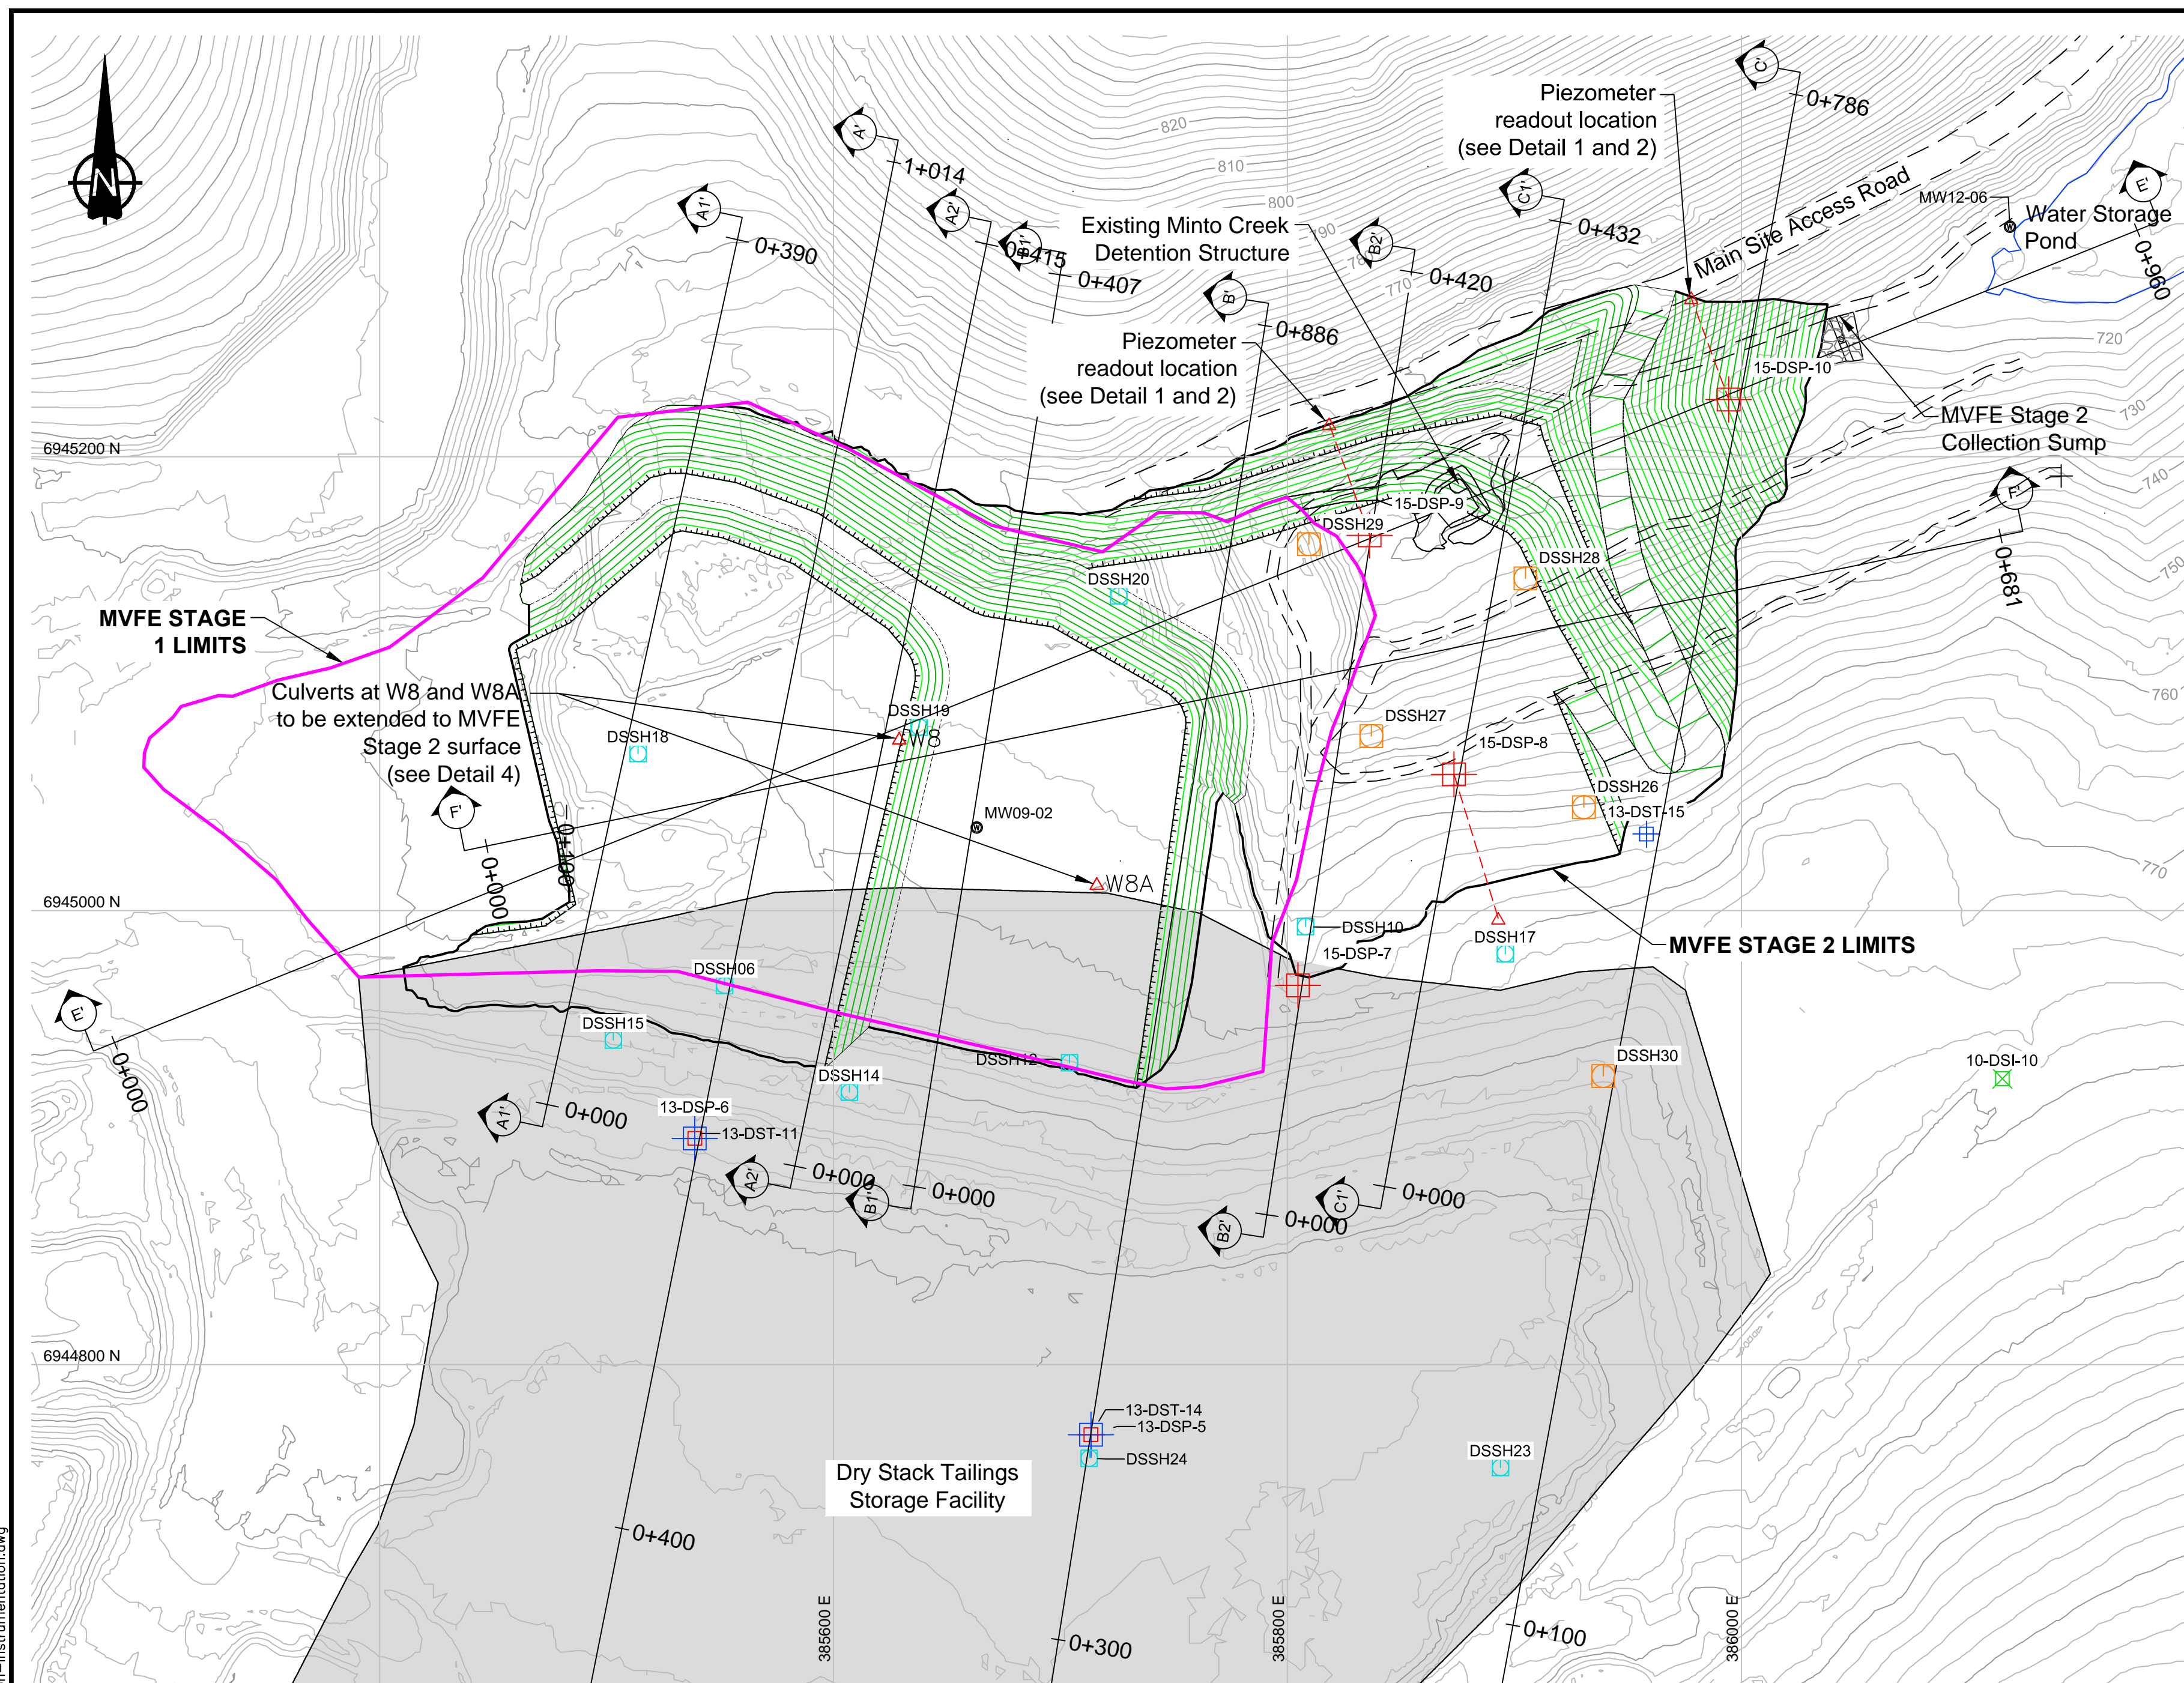 N
820
810
800
790
770
720
730
740
750
760
770
A'
1+014
A1'
0+390
A2'
0+415
B1'
0+407
Existing Minto Creek
Detention Structure
B'
0+886
B2'
0+420
C1'
0+432
C'
0+786
Piezometer
readout location
(see Detail 1 and 2)
Main Site Access Road
MW12-06
Water Storage
Pond
E'
0+960
Piezometer
readout location
(see Detail 1 and 2)
15-DSP-10
MVFE Stage 2
Collection Sump
F'
0+681
6945200 N
15-DSP-9
DSSH29
DSSH28
DSSH20
MVFE STAGE
1 LIMITS
Culverts at W8 and W8A
to be extended to MVFE
Stage 2 surface
(see Detail 4)
DSSH18
DSSH19
W8
DSSH27
15-DSP-8
DSSH26
13-DST-15
F'
0+000
0+100
MW09-02
W8A
6945000 N
DSSH10
DSSH17
15-DSP-7
MVFE STAGE 2 LIMITS
E'
0+000
DSSH06
DSSH15
DSSH12
DSSH14
DSSH30
10-DSI-10
A1'
0+000
13-DSP-6
13-DST-11
A2'
0+000
B1'
0+000
B2'
0+000
C1'
0+000
6944800 N
13-DST-14
13-DSP-5
DSSH24
DSSH23
Dry Stack Tailings
Storage Facility
0+400
0+300
0+100
385600 E
385800 E
386000 E